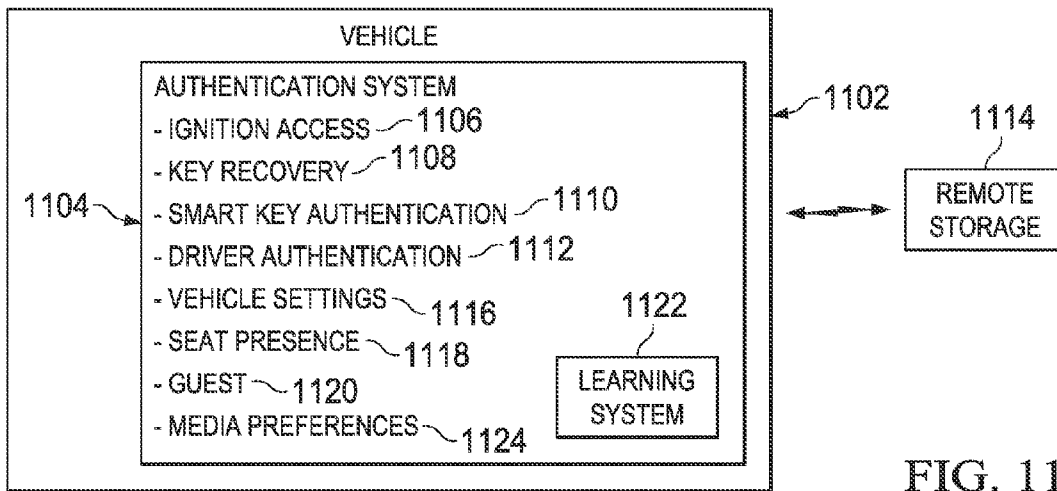 VEHICLE
AUTHENTICATION SYSTEM
- IGNITION ACCESS 1106
- KEY RECOVERY 1108
- SMART KEY AUTHENTICATION 1110
- DRIVER AUTHENTICATION 1112
- VEHICLE SETTINGS 1116
- SEAT PRESENCE 1118
- GUEST 1120
- MEDIA PREFERENCES 1124
1104
1122
LEARNING
SYSTEM
1102
1114
REMOTE
STORAGE
FIG. 11